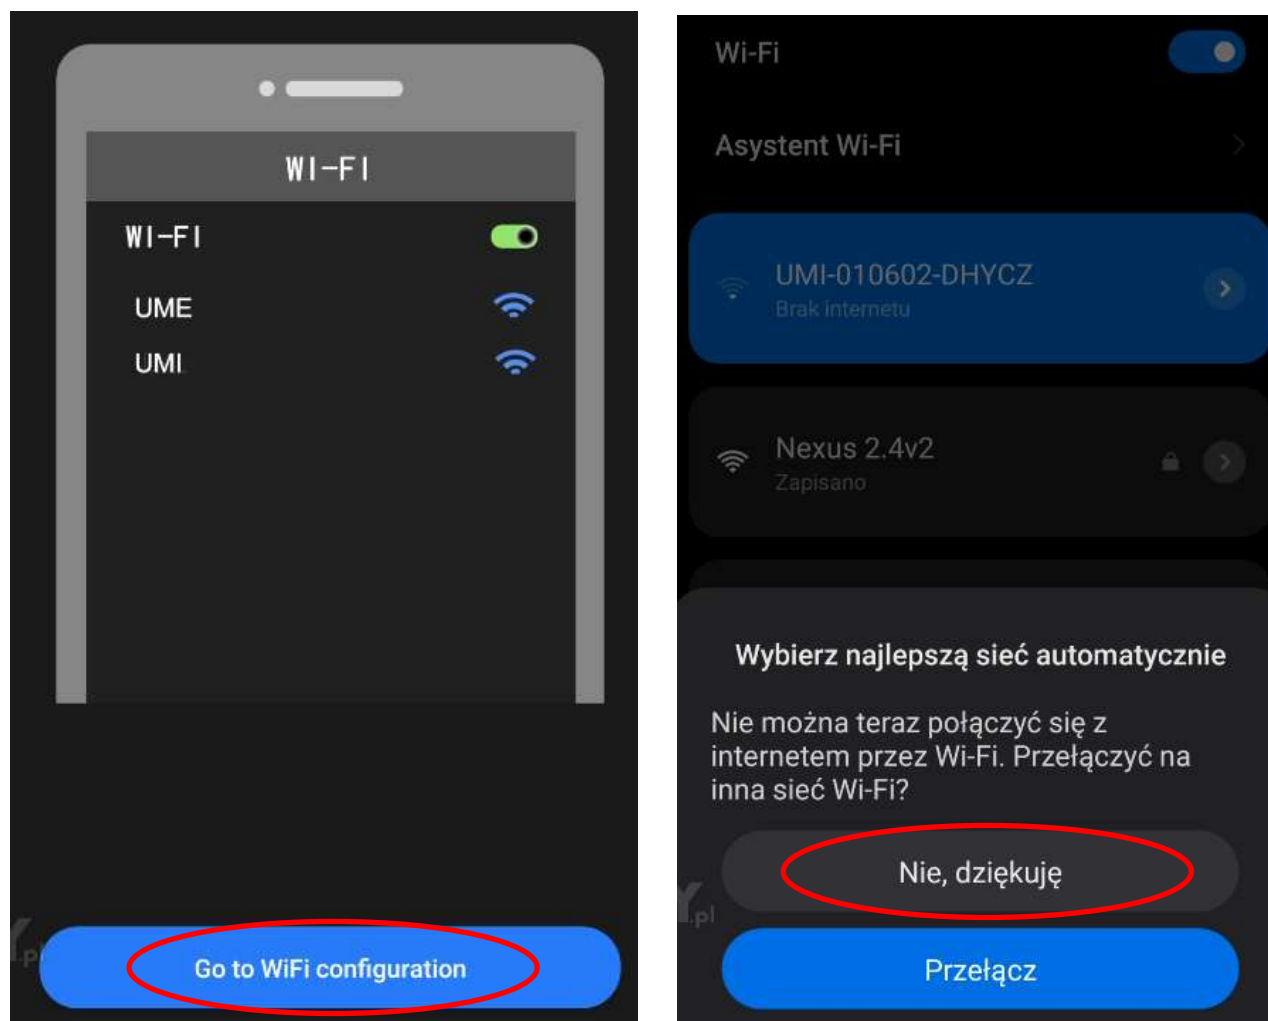 WI-FI
WI-FI
UME
UMI
Go to WiFi configuration
Wi-Fi
Asystent Wi-Fi
UMI-010602-DHYCZ
Brak internetu
Nexus 2.4v2
Zapisano
Wybierz najlepszą sieć automatycznie
Nie można teraz połączyć się z
internetem przez Wi-Fi. Przełączyć na
inna sieć Wi-Fi?
Nie, dziękuję
Y.pl
Przełącz